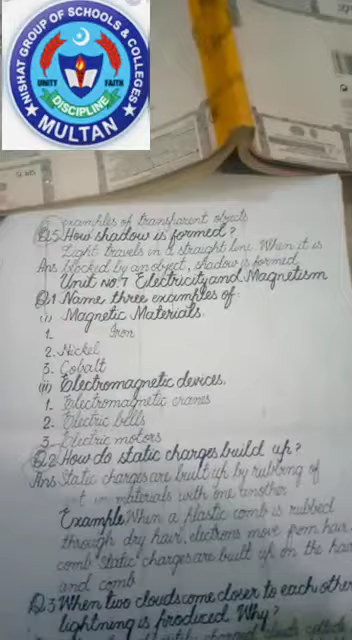 NISHAT GROUP OF SCHOOLS & COLLEGES
UNITY FAITH
DISCIPLINE
MULTAN
examples of transparent objects
Q.5 How shadow is formed?
Light travels in a straight line. When it is
Ans blocked by an object, shadow is formed
Unit no.7 Electricity and Magnetism
Q.1 Name three examples of:
(i) Magnetic Materials.
1. Iron
2. Nickel
3. Cobalt
(ii) Electromagnetic devices.
1. Electromagnetic cranes
2. Electric bells
3. Electric motors
Q.2 How do static charges build up?
Ans Static charges are built up by rubbing of
materials with one another
Example When a plastic comb is rubbed
through dry hair, electrons move from hair
comb. Static charges are built up on the hair
and comb
Q.3 When two clouds come closer to each other
lightning is produced. Why?